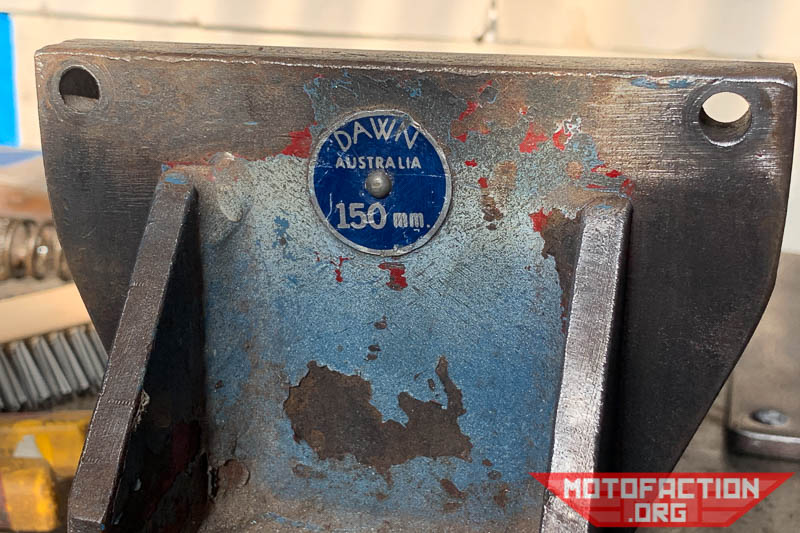 DAWN
AUSTRALIA
150 mm
MOTOFACTION
.ORG